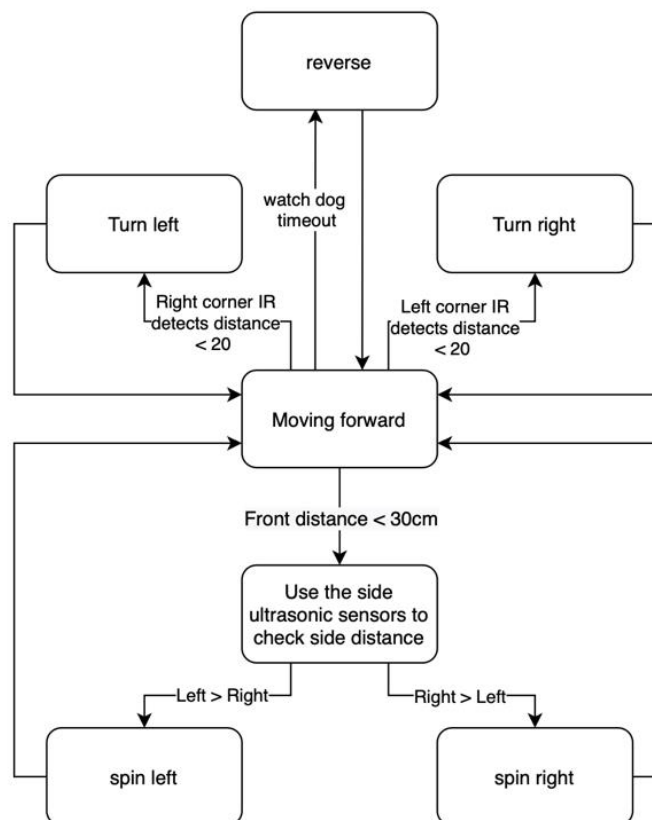 reverse
watch dog
timeout
Turn left
Turn right
Right corner IR
detects distance
< 20
Left corner IR
detects distance
< 20
Moving forward
Front distance < 30cm
Use the side
ultrasonic sensors to
check side distance
Left > Right
Right > Left
spin left
spin right